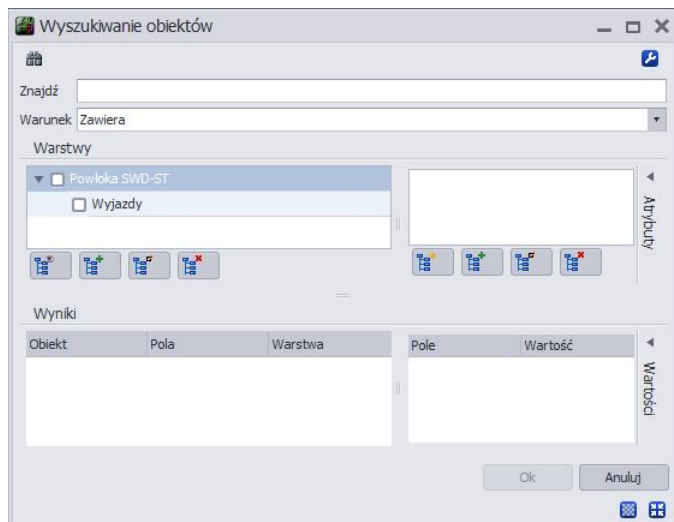 Wyszukiwanie obiektów
Znajdź
Warunek Zawiera
Warstwy
Powłoka SWD-ST
Wyjazdy
Atrybuty
Wyniki
Obiekt Pola Warstwa
Pole Wartość
Wartości
Ok Anuluj